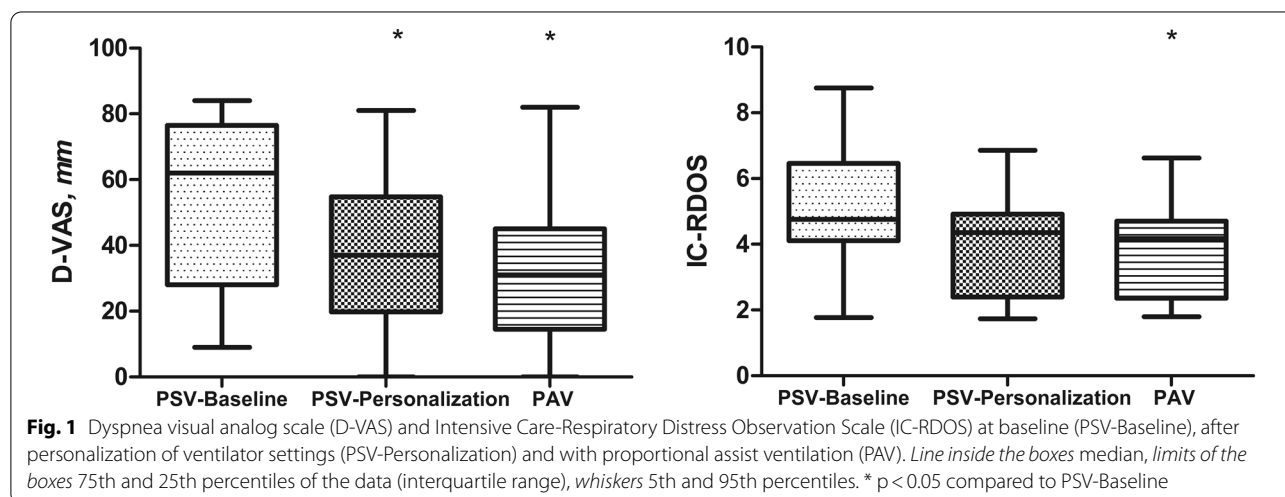 * *
100
80
60
40
20
0
D-VAS, mm
PSV-Baseline PSV-Personalization PAV
*
10
8
6
4
2
0
IC-RDOS
PSV-Baseline PSV-Personalization PAV
Fig. 1 Dyspnea visual analog scale (D-VAS) and Intensive Care-Respiratory Distress Observation Scale (IC-RDOS) at baseline (PSV-Baseline), after
personalization of ventilator settings (PSV-Personalization) and with proportional assist ventilation (PAV). Line inside the boxes median, limits of the
boxes 75th and 25th percentiles of the data (interquartile range), whiskers 5th and 95th percentiles. * p < 0.05 compared to PSV-Baseline